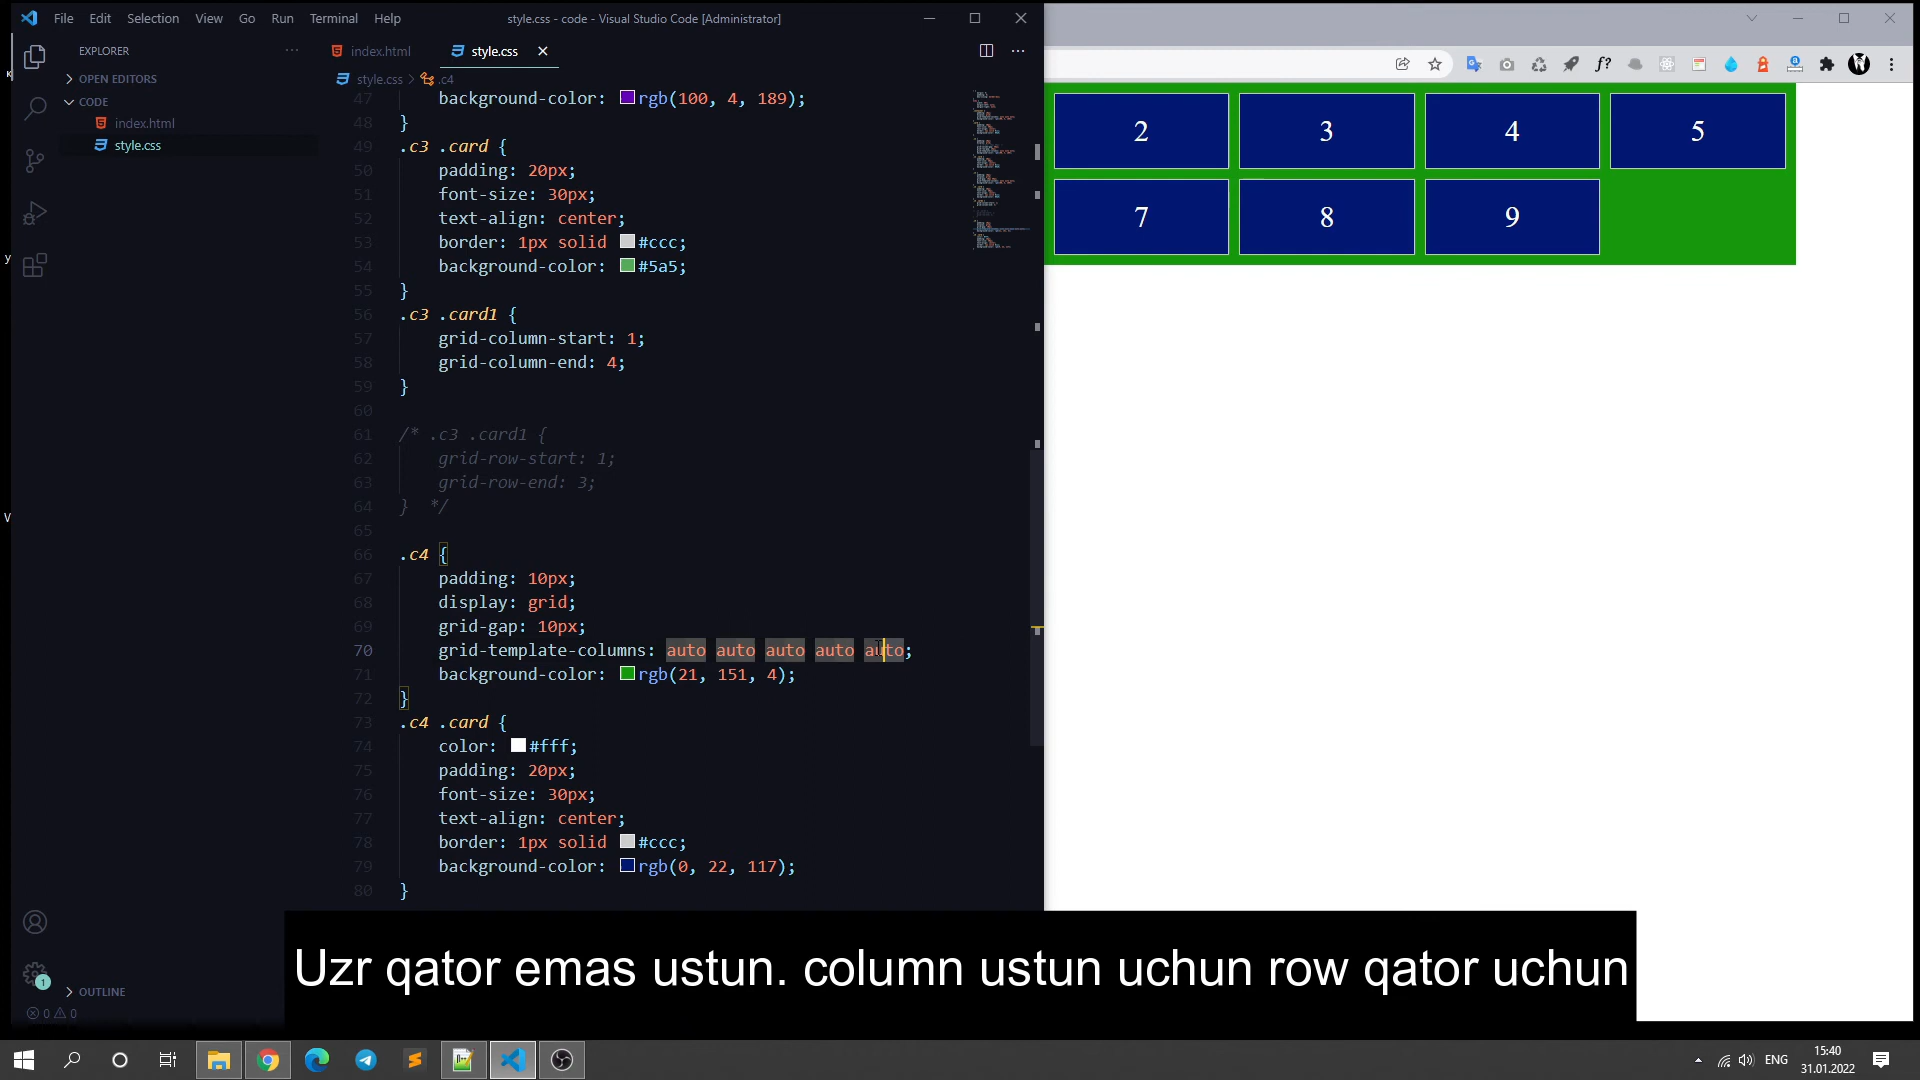 File Edit Selection View Go Run Terminal Help
style.css - code - Visual Studio Code [Administrator]
EXPLORER
OPEN EDITORS
CODE
index.html
style.css
index.html
style.css
style.css > .c4
47 background-color: rgb(100, 4, 189);
48 }
49 .c3 .card {
50 padding: 20px;
51 font-size: 30px;
52 text-align: center;
53 border: 1px solid #ccc;
54 background-color: #5a5;
55 }
56 .c3 .card1 {
57 grid-column-start: 1;
58 grid-column-end: 4;
59 }
60
61 /* .c3 .card1 {
62 grid-row-start: 1;
63 grid-row-end: 3;
64 } */
65
66 .c4 {
67 padding: 10px;
68 display: grid;
69 grid-gap: 10px;
70 grid-template-columns: auto auto auto auto auto;
71 background-color: rgb(21, 151, 4);
72 }
73 .c4 .card {
74 color: #fff;
75 padding: 20px;
76 font-size: 30px;
77 text-align: center;
78 border: 1px solid #ccc;
79 background-color: rgb(0, 22, 117);
80 }
OUTLINE
1
0 0
2 3 4 5
7 8 9
Uzr qator emas ustun. column ustun uchun row qator uchun
ENG
15:40
31.01.2022